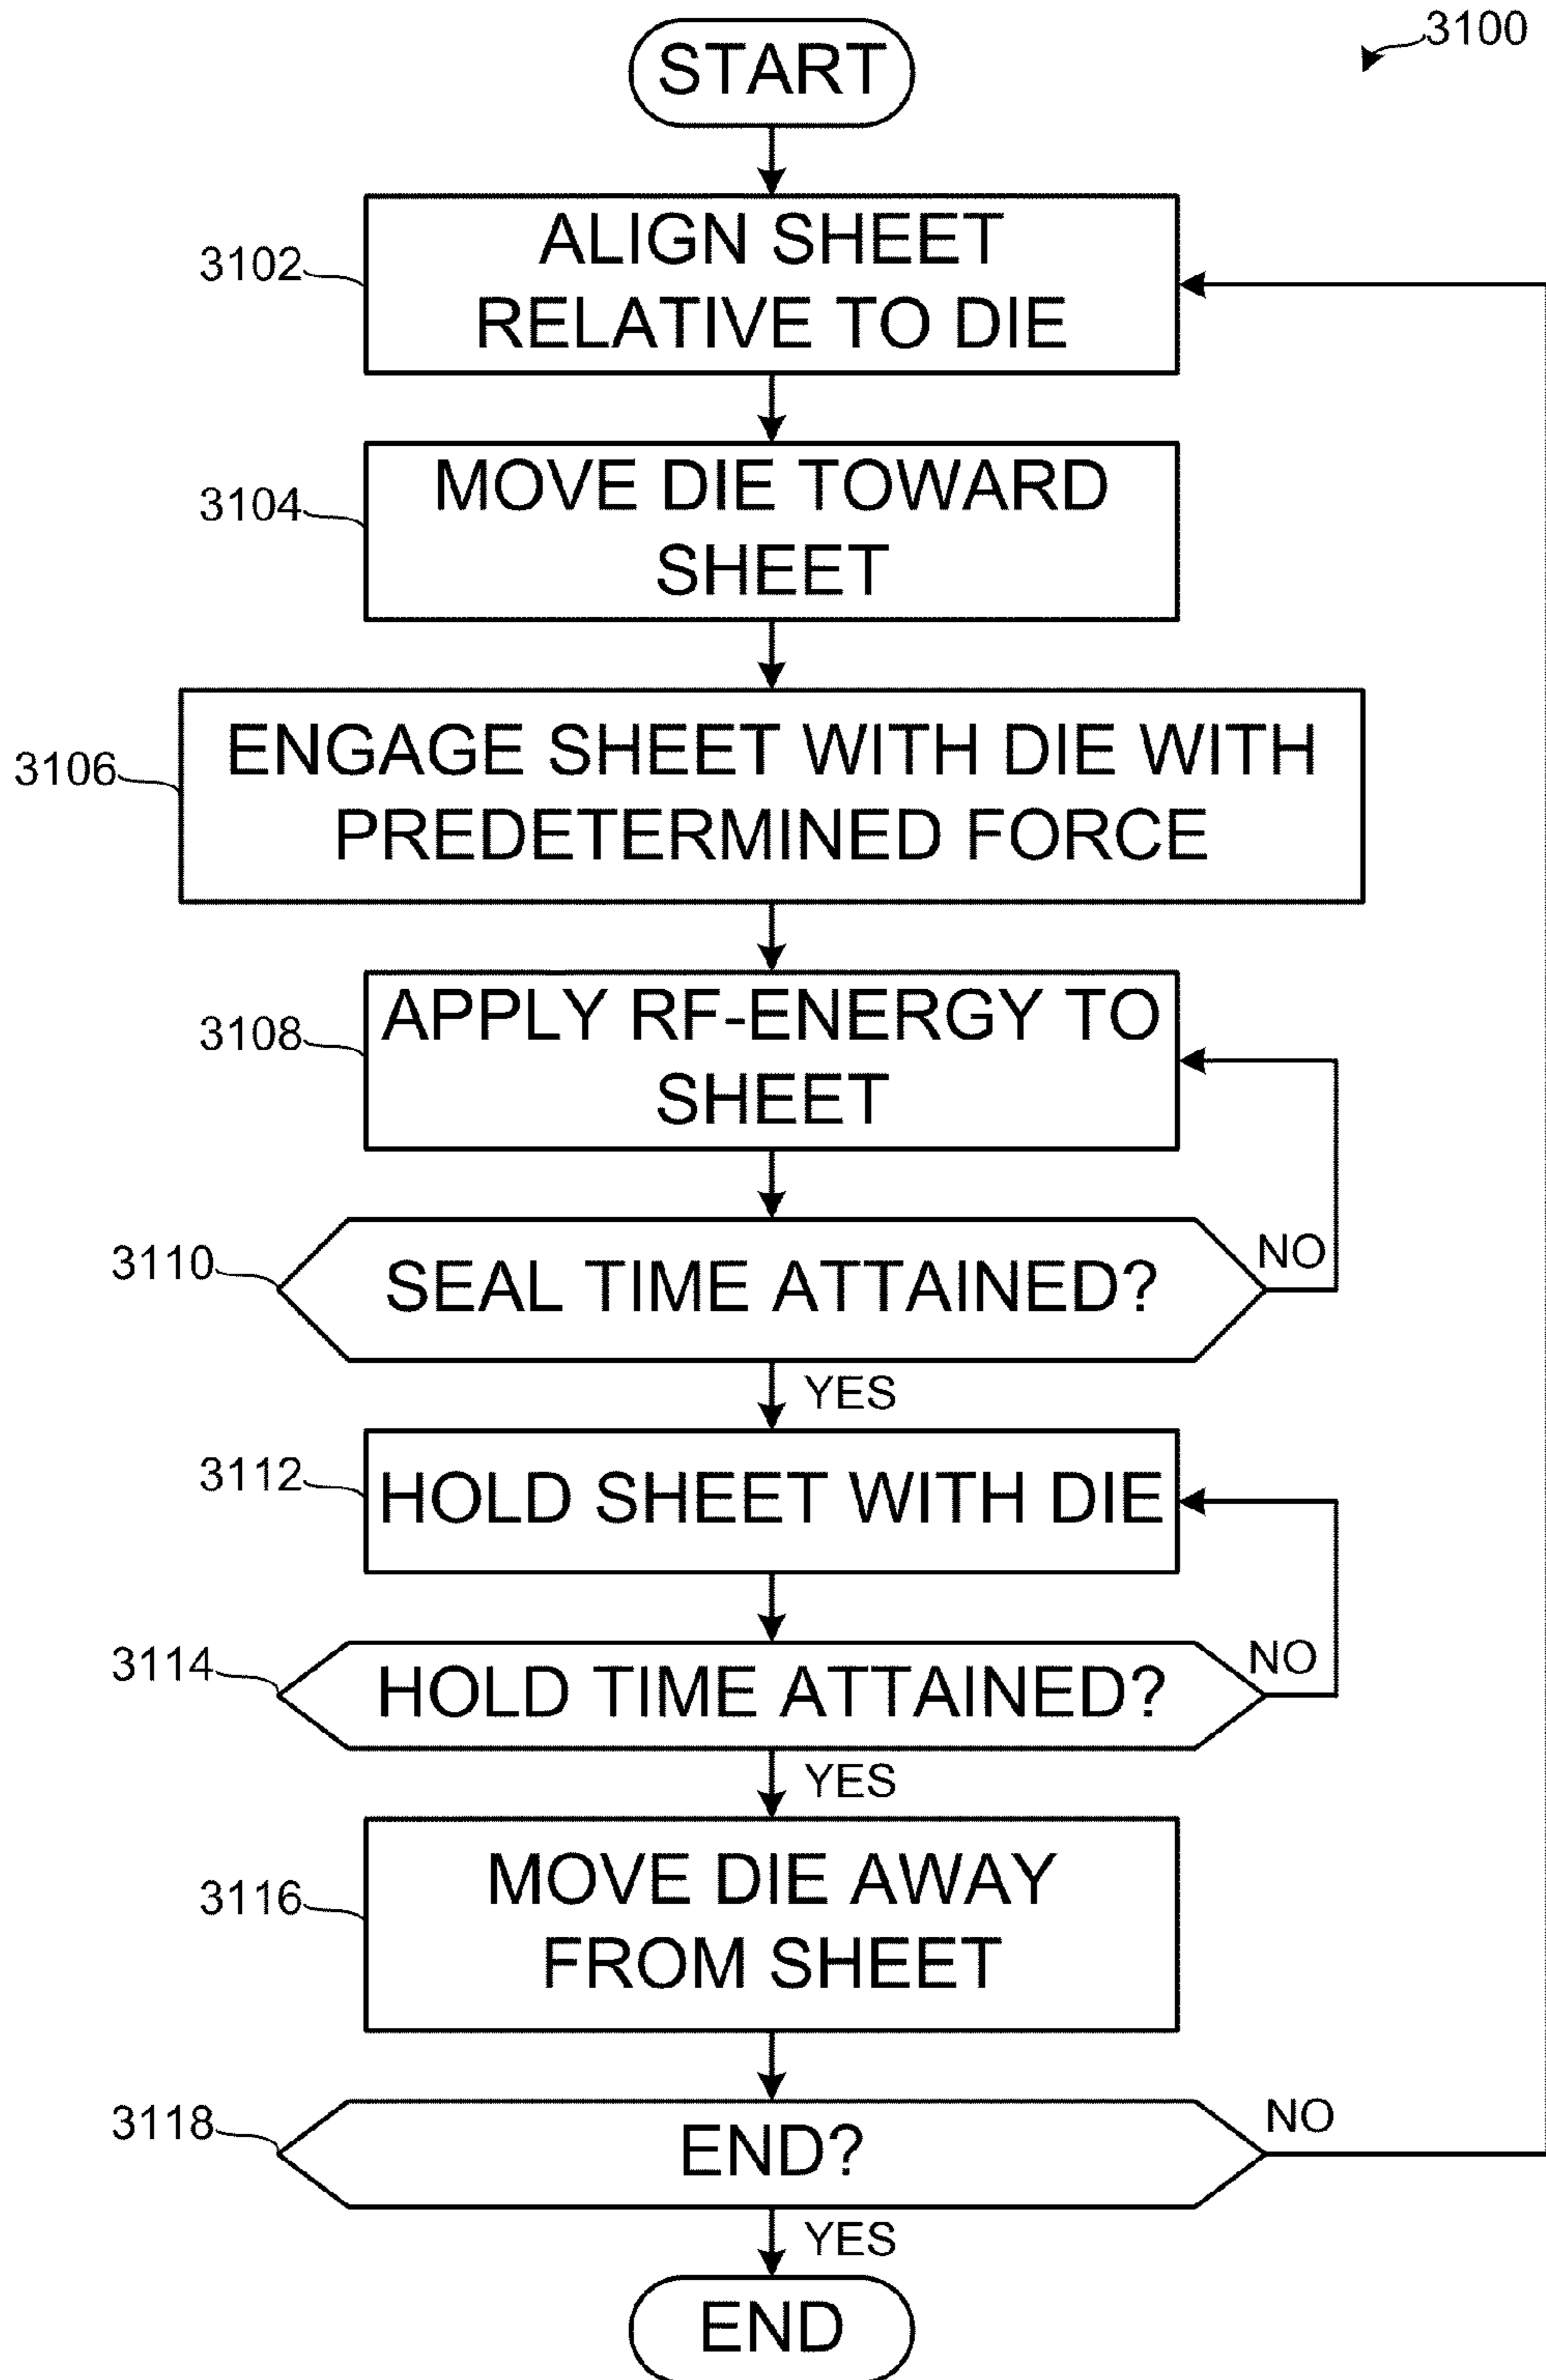 3100
START
3102
ALIGN SHEET
RELATIVE TO DIE
3104
MOVE DIE TOWARD
SHEET
3106
ENGAGE SHEET WITH DIE WITH
PREDETERMINED FORCE
3108
APPLY RF-ENERGY TO
SHEET
3110
SEAL TIME ATTAINED?
NO
YES
3112
HOLD SHEET WITH DIE
3114
HOLD TIME ATTAINED?
NO
YES
3116
MOVE DIE AWAY
FROM SHEET
3118
END?
NO
YES
END